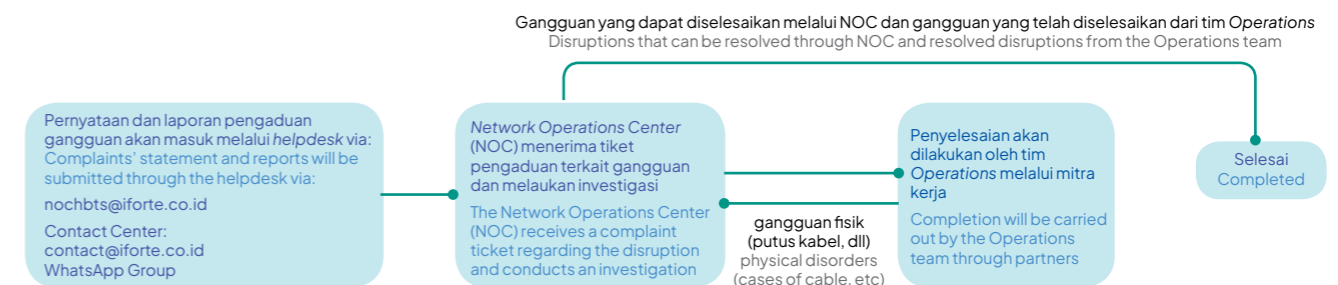 Gangguan yang dapat diselesaikan melalui NOC dan gangguan yang telah diselesaikan dari tim Operations
Disruptions that can be resolved through NOC and resolved disruptions from the Operations team
Pernyataan dan laporan pengaduan
gangguan akan masuk melalui helpdesk via:
Complaints' statement and reports will be
submitted through the helpdesk via:
nochbts@iforte.co.id
Contact Center:
contact@iforte.co.id
WhatsApp Group
Network Operations Center
(NOC) menerima tiket
pengaduan terkait gangguan
dan melaukan investigasi
The Network Operations Center
(NOC) receives a complaint
ticket regarding the disruption
and conducts an investigation
gangguan fisik
(putus kabel, dll)
physical disorders
(cases of cable, etc)
Penyelesaian akan
dilakukan oleh tim
Operations melalui mitra
kerja
Completion will be carried
out by the Operations
team through partners
Selesai
Completed